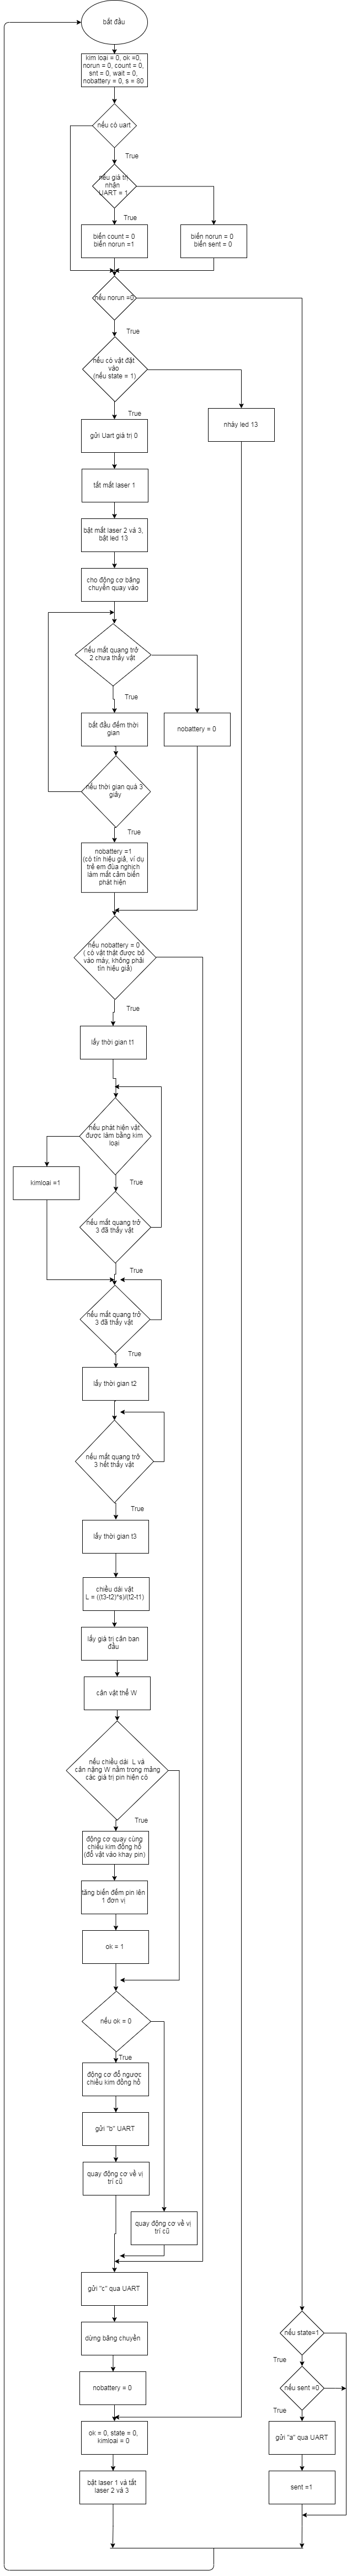 bắt đầu
kim loại = 0, ok =0,
norun = 0, count = 0,
snt = 0, wait = 0,
nobattery = 0, s = 80
nếu có uart
True
nếu giá trị
nhận
UART = 1
True
biến count = 0
biến norun =1
biến norun = 0
biến sent = 0
nếu norun =0
True
nếu có vật đặt
vào
(nếu state = 1)
True
nháy led 13
gửi Uart giá trị 0
tắt mắt laser 1
bật mắt laser 2 và 3,
bật led 13
cho động cơ băng
chuyền quay vào
nếu mắt quang trở
2 chưa thấy vật
True
bắt đầu đếm thời
gian
nobattery = 0
nếu thời gian quá 3
giây
True
nobattery =1
(có tín hiệu giả, ví dụ
trẻ em đùa nghịch
làm mắt cảm biến
phát hiện
nếu nobattery = 0
( có vật thật được bỏ
vào máy, không phải
tín hiệu giả)
True
lấy thời gian t1
nếu phát hiện vật
được làm bằng kim
loại
True
kimloai =1
nếu mắt quang trở
3 đã thấy vật
True
nếu mắt quang trở
3 đã thấy vật
True
lấy thời gian t2
nếu mắt quang trở
3 hết thấy vật
True
lấy thời gian t3
chiều dài vật
L = ((t3-t2)*s)/(t2-t1)
lấy giá trị cân ban
đầu
cân vật thể W
nếu chiều dài  L và
cân nặng W nằm trong mảng
các giá trị pin hiện có
True
động cơ quay cùng
chiều kim đồng hồ
(đổ vật vào khay pin)
tăng biến đếm pin lên
1 đơn vị
ok = 1
nếu ok = 0
True
động cơ đổ ngược
chiều kim đồng hồ
gửi "b" UART
quay động cơ về vị
trí cũ
quay động cơ về vị
trí cũ
gửi "c" qua UART
dừng băng chuyền
nobattery = 0
ok = 0, state = 0,
kimloai = 0
bật laser 1 và tắt
laser 2 và 3
nếu state=1
True
nếu sent =0
True
gửi "a" qua UART
sent =1